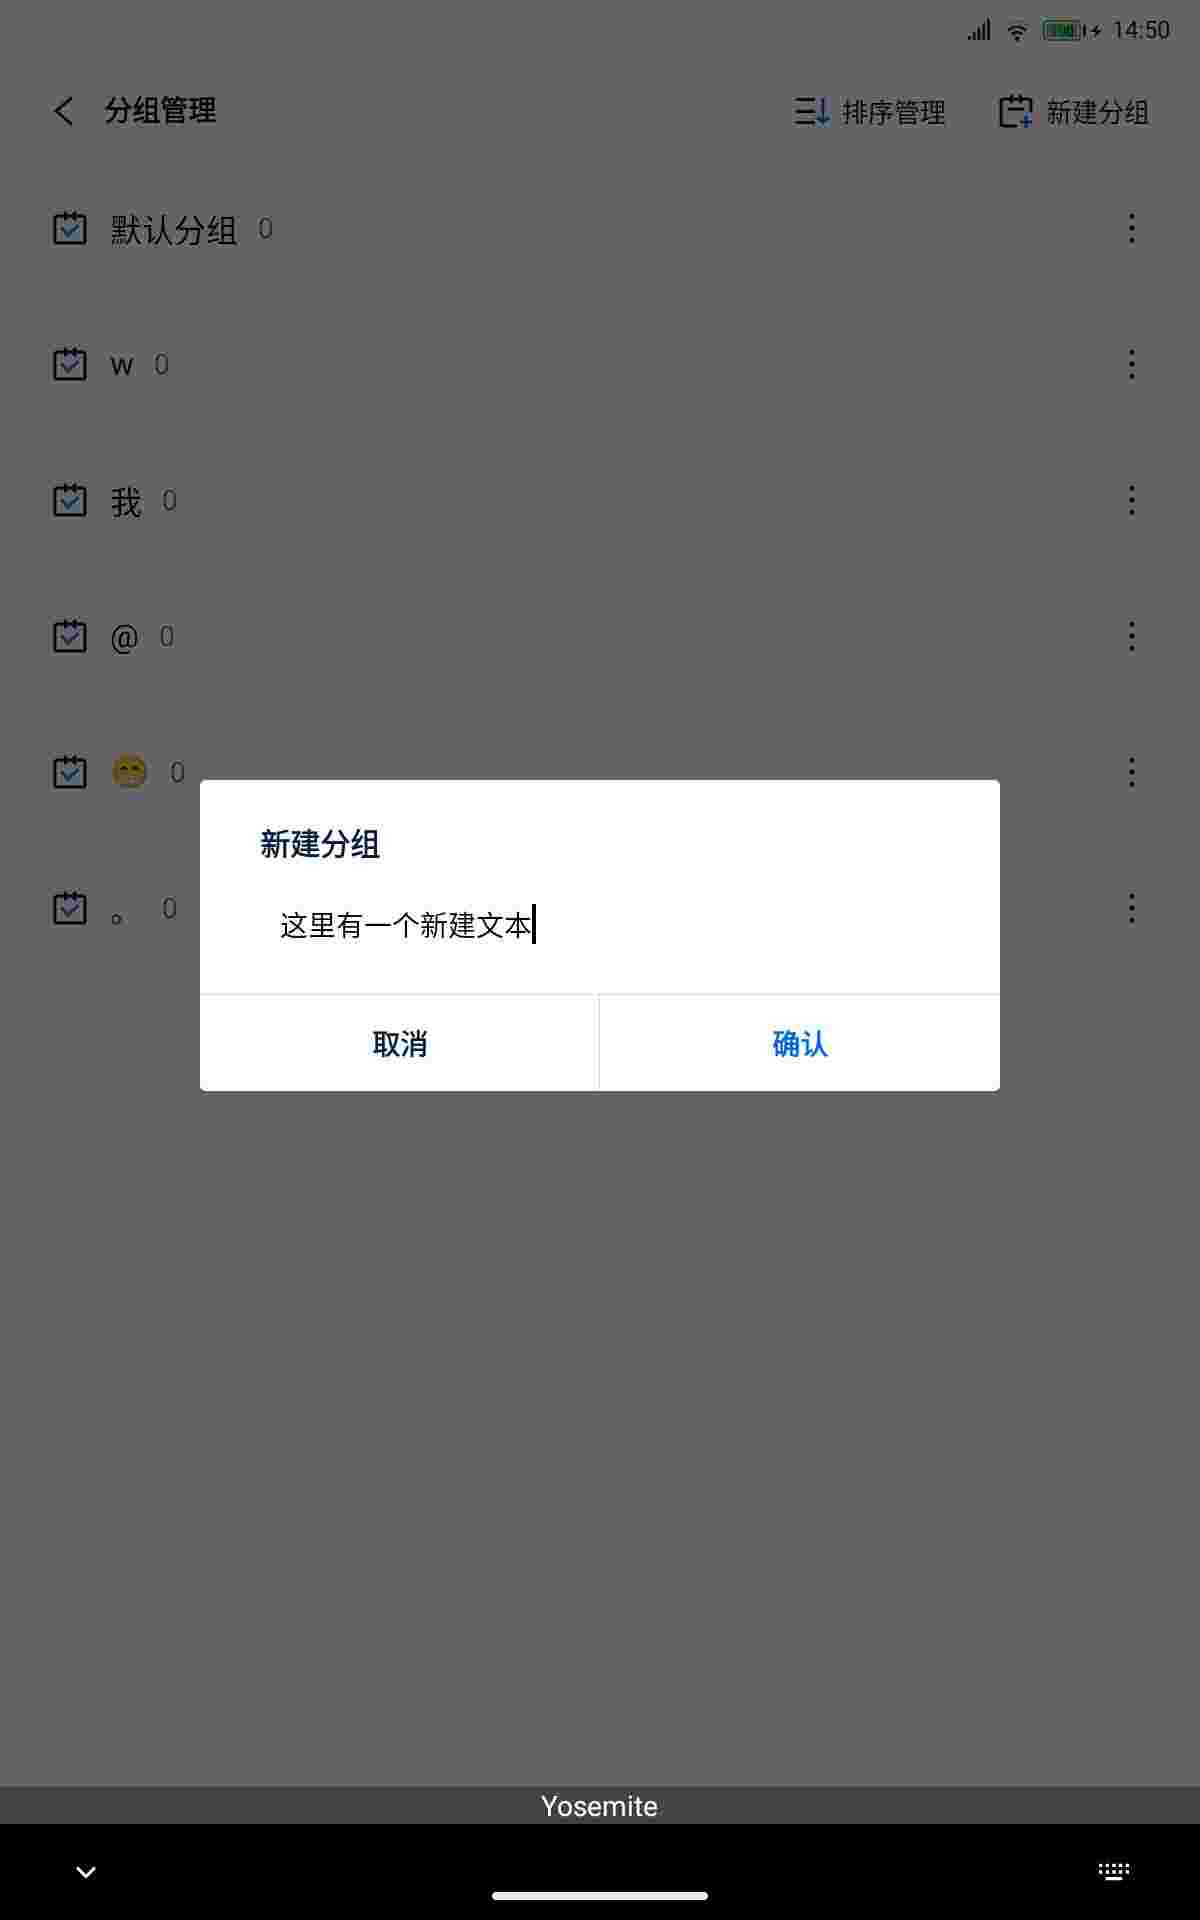 14:50
分组管理 排序管理 新建分组
默认分组 0
w 0
我 0
@ 0
😁 0
。 0
新建分组
这里有一个新建文本
取消 确认
Yosemite